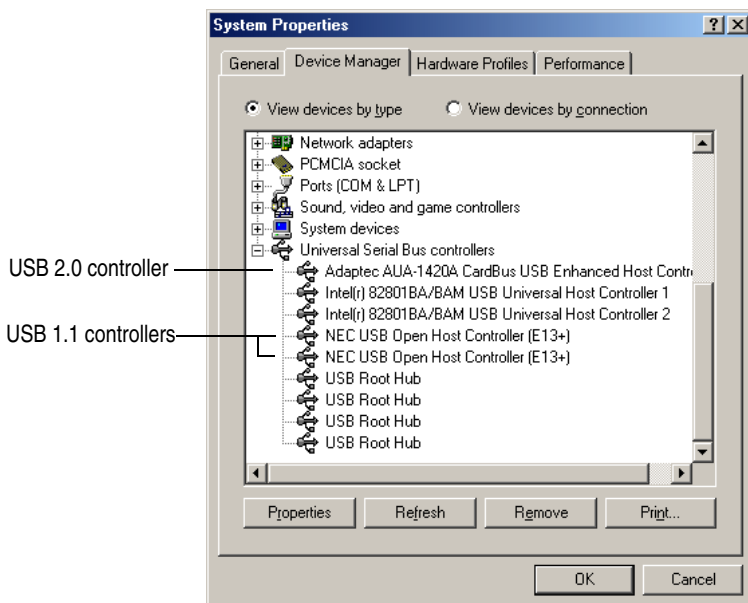 System Properties
General Device Manager Hardware Profiles Performance
View devices by type View devices by connection
Network adapters
PCMCIA socket
Ports (COM & LPT)
Sound, video and game controllers
System devices
Universal Serial Bus controllers
USB 2.0 controller
Adaptec AUA-1420A CardBus USB Enhanced Host Contr
Intel(r) 82801BA/BAM USB Universal Host Controller 1
Intel(r) 82801BA/BAM USB Universal Host Controller 2
USB 1.1 controllers
NEC USB Open Host Controller (E13+)
NEC USB Open Host Controller (E13+)
USB Root Hub
USB Root Hub
USB Root Hub
USB Root Hub
Properties Refresh Remove Print...
OK Cancel